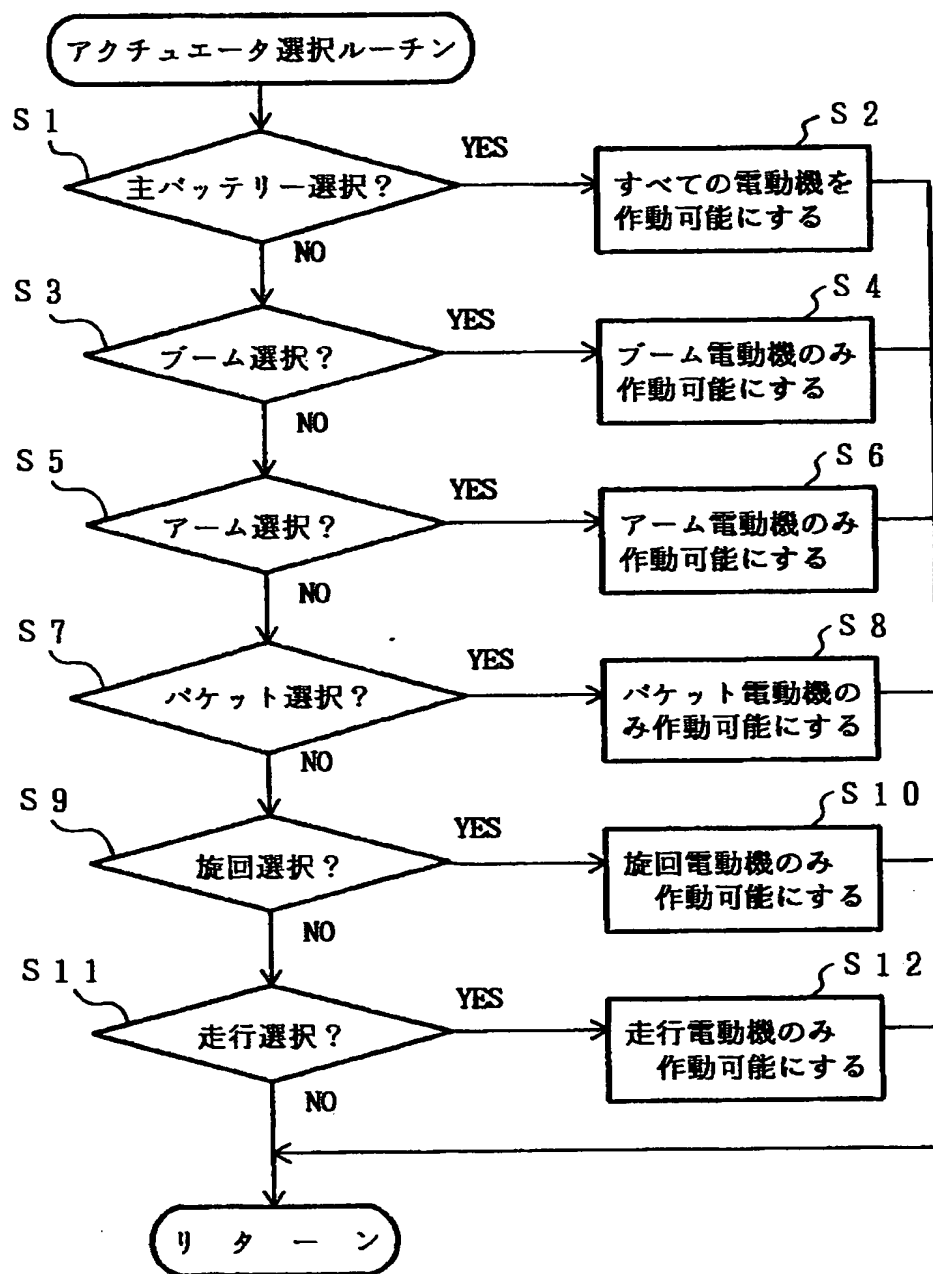 アクチュエータ選択ルーチン
S1
主バッテリー選択?
YES
S2
すべての電動機を
作動可能にする
NO
S3
ブーム選択?
YES
S4
ブーム電動機のみ
作動可能にする
NO
S5
アーム選択?
YES
S6
アーム電動機のみ
作動可能にする
NO
S7
バケット選択?
YES
S8
バケット電動機の
み作動可能にする
NO
S9
旋回選択?
YES
S10
旋回電動機のみ
作動可能にする
NO
S11
走行選択?
YES
S12
走行電動機のみ
作動可能にする
NO
リターン